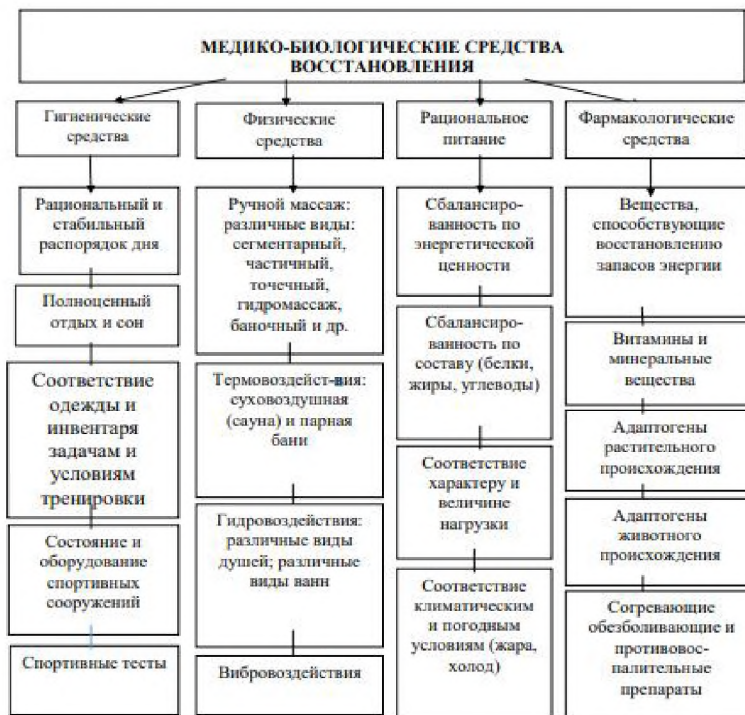 МЕДИКО-БИОЛОГИЧЕСКИЕ СРЕДСТВА
ВОССТАНОВЛЕНИЯ
Гигиенические
средства
Рациональный и
стабильный
распорядок дня
Полноценный
отдых и сон
Соответствие
одежды и
инвентаря
задачам и
условиям
тренировки
Состояние и
оборудование
спортивных
сооружений
Спортивные тесты
Физические
средства
Ручной массаж:
различные виды:
сегментарный,
частичный,
точечный,
гидромассаж,
баночный и др.
Термовоздейст-вия:
суховоздушная
(сауна) и парная
бани
Гидровоздействия:
различные виды
душей; различные
виды ванн
Вибровоздействия
Рациональное
питание
Сбалансиро-
ванность по
энергетической
ценности
Сбалансиро-
ванность по
составу (белки,
жиры, углеводы)
Соответствие
характеру и
величине
нагрузки
Соответствие
климатическим
и погодным
условиям (жара,
холод)
Фармакологические
средства
Вещества,
способствующие
восстановлению
запасов энергии
Витамины и
минеральные
вещества
Адаптогены
растительного
происхождения
Адаптогены
животного
происхождения
Согревающие
обезболивающие и
противовос-
палительные
препараты